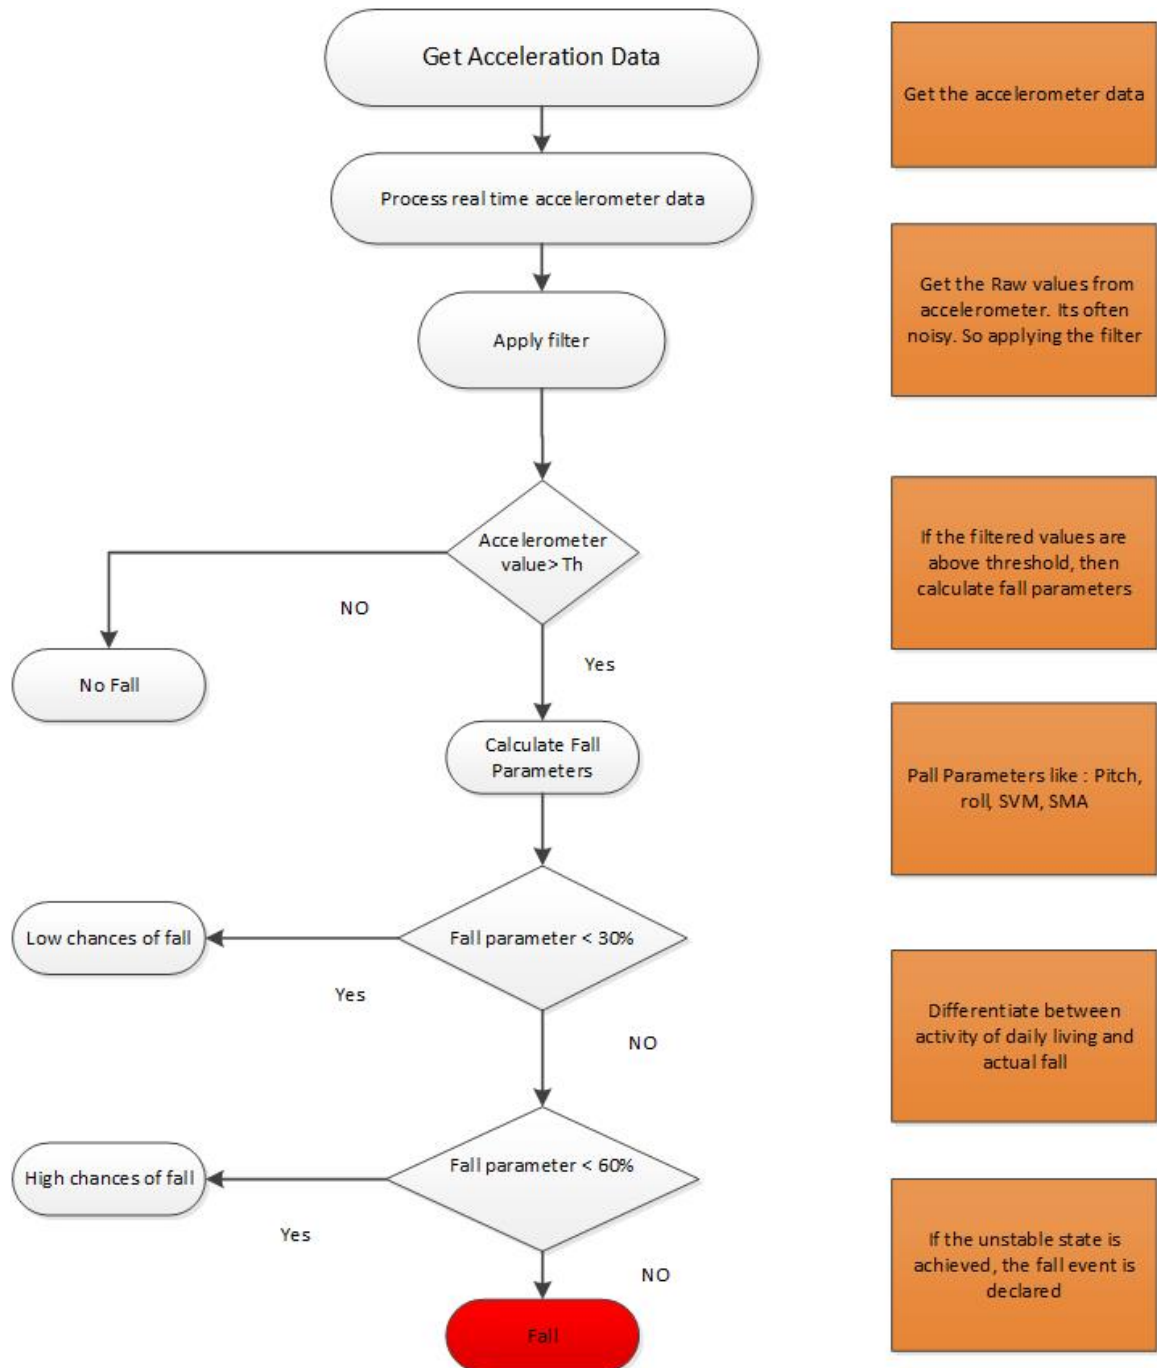 Get Acceleration Data
Get the accelerometer data
Process real time accelerometer data
Get the Raw values from
accelerometer. Its often
noisy. So applying the filter
Apply filter
Accelerometer
value> Th
If the filtered values are
above threshold, then
calculate fall parameters
NO
Yes
No Fall
Calculate Fall
Parameters
Pall Parameters like : Pitch,
roll, SVM, SMA
Low chances of fall
Fall parameter < 30%
Yes
NO
Differentiate between
activity of daily living and
actual fall
High chances of fall
Fall parameter < 60%
Yes
NO
If the unstable state is
achieved, the fall event is
declared
Fall